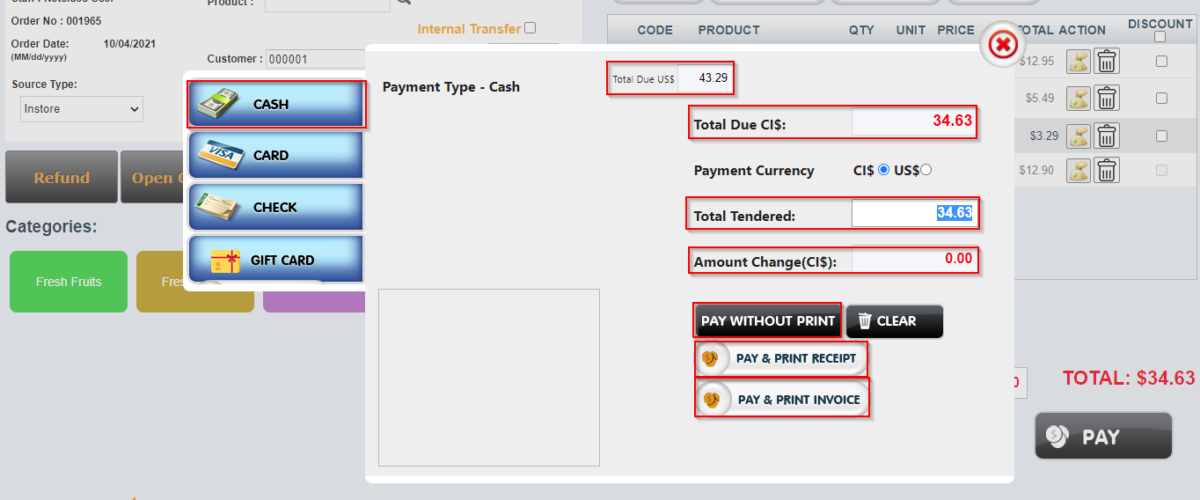 Product :
Order No : 001965
Order Date: 10/04/2021
(MM/dd/yyyy)
Source Type:
Instore
Refund
Open
Categories:
Fresh Fruits
Internal Transfer
Customer : 000001
CASH
CARD
VISA
CHECK
GIFT CARD
Payment Type - Cash
Total Due US$ 43.29
Total Due CI$: 34.63
Payment Currency CI$ US$
Total Tendered: 34.63
Amount Change(CI$): 0.00
PAY WITHOUT PRINT
CLEAR
PAY & PRINT RECEIPT
PAY & PRINT INVOICE
CODE PRODUCT QTY UNIT PRICE TOTAL ACTION DISCOUNT
$12.95
$5.49
$3.29
$12.90
TOTAL: $34.63
PAY